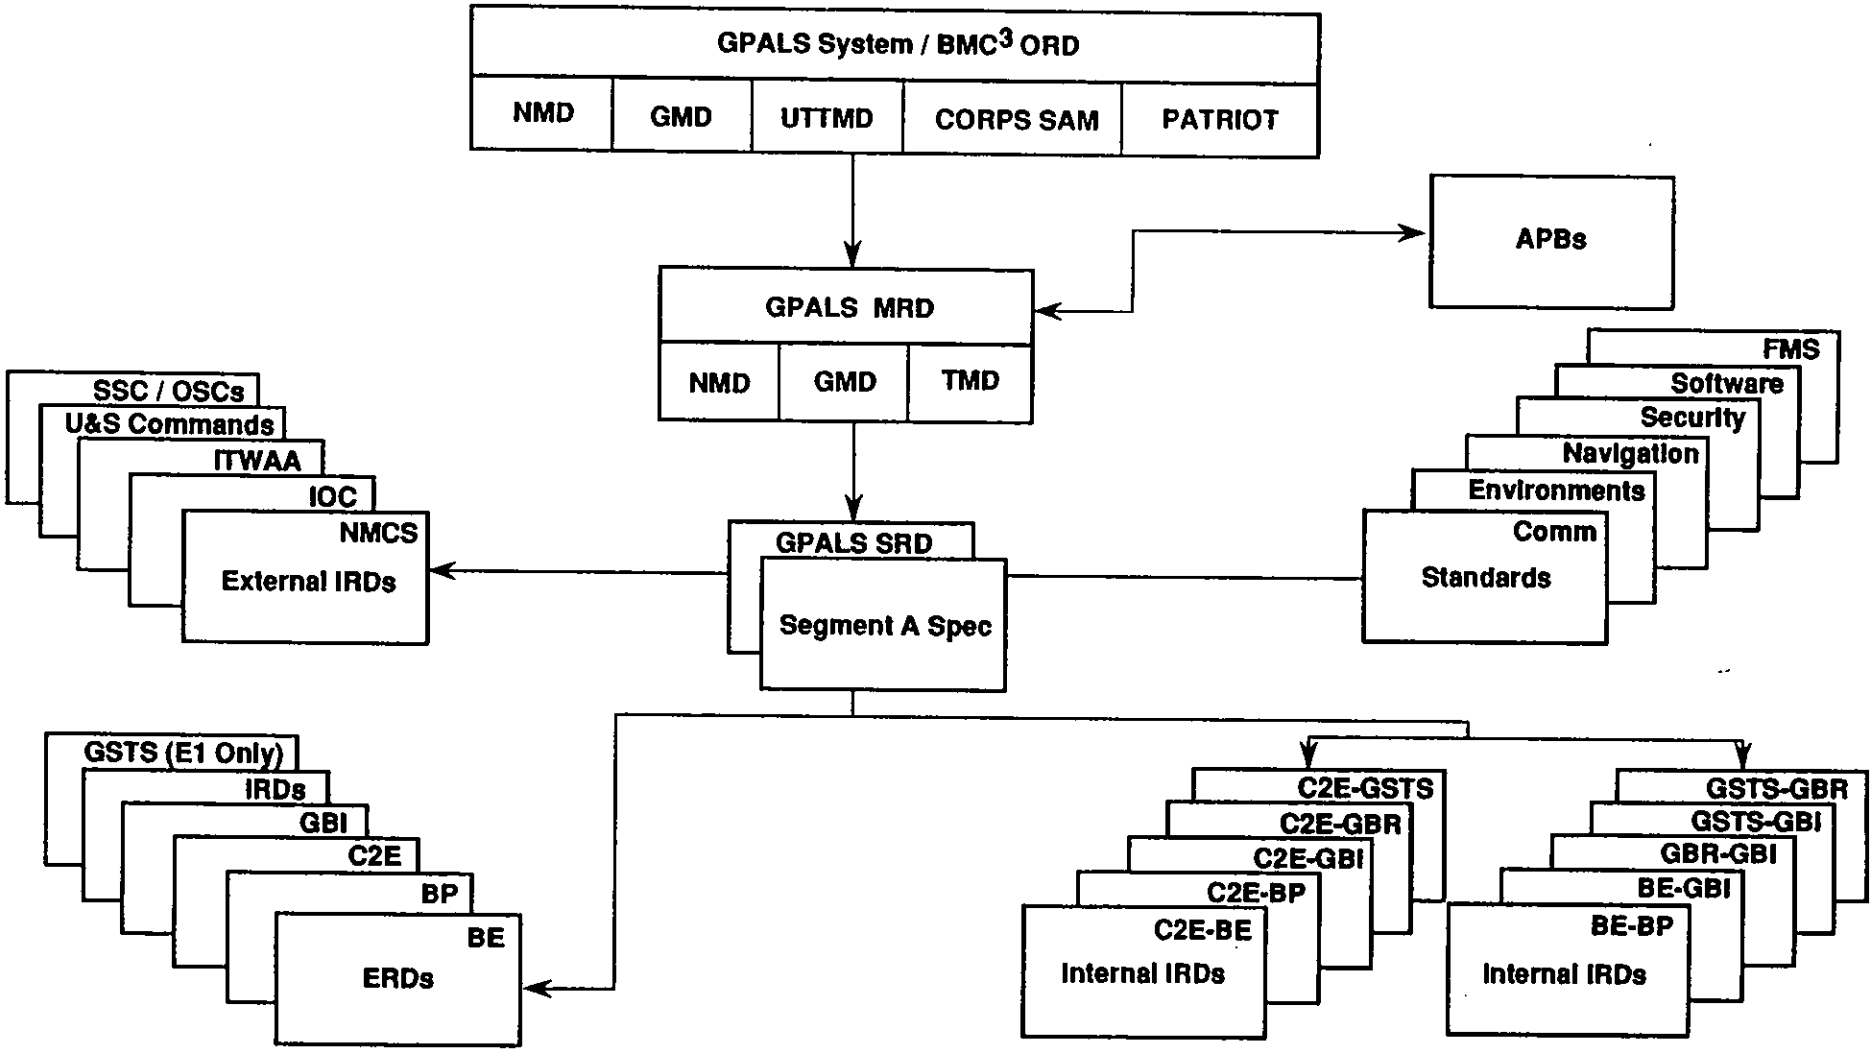 GPALS System / BMC³ ORD
NMD
GMD
UTTMD
CORPS SAM
PATRIOT
APBs
GPALS MRD
NMD
GMD
TMD
SSC / OSCs
U&S Commands
ITWAA
IOC
NMCS
External IRDs
GPALS SRD
Segment A Spec
FMS
Software
Security
Navigation
Environments
Comm
Standards
GSTS (E1 Only)
IRDs
GBI
C2E
BP
BE
ERDs
C2E-GSTS
C2E-GBR
C2E-GBI
C2E-BP
C2E-BE
Internal IRDs
GSTS-GBR
GSTS-GBI
GBR-GBI
BE-GBI
BE-BP
Internal IRDs